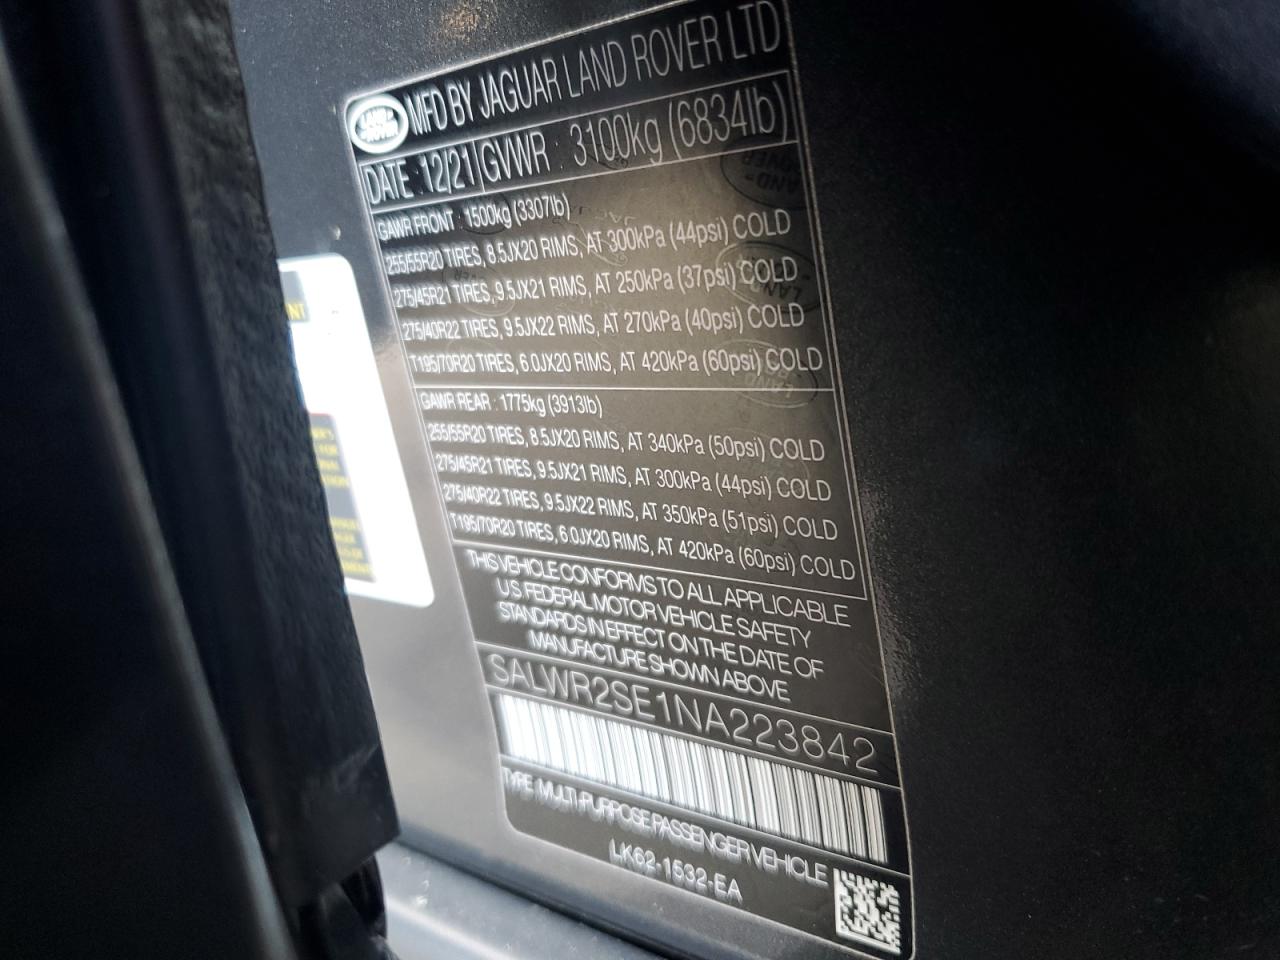 LAND ROVER MFD BY JAGUAR LAND ROVER LTD
DATE : 12/21 GVWR : 3100kg (6834lb)
GAWR FRONT : 1500kg (3307lb)
255/55R20 TIRES, 8.5JX20 RIMS, AT 300kPa (44psi) COLD
275/45R21 TIRES, 9.5JX21 RIMS, AT 250kPa (37psi) COLD
275/40R22 TIRES, 9.5JX22 RIMS, AT 270kPa (40psi) COLD
T195/70R20 TIRES, 6.0JX20 RIMS, AT 420kPa (60psi) COLD
GAWR REAR : 1775kg (3913lb)
255/55R20 TIRES, 8.5JX20 RIMS, AT 340kPa (50psi) COLD
275/45R21 TIRES, 9.5JX21 RIMS, AT 300kPa (44psi) COLD
275/40R22 TIRES, 9.5JX22 RIMS, AT 350kPa (51psi) COLD
T195/70R20 TIRES, 6.0JX20 RIMS, AT 420kPa (60psi) COLD
THIS VEHICLE CONFORMS TO ALL APPLICABLE
U.S. FEDERAL MOTOR VEHICLE SAFETY
STANDARDS IN EFFECT ON THE DATE OF
MANUFACTURE SHOWN ABOVE
SALWR2SE1NA223842
TYPE: MULTI-PURPOSE PASSENGER VEHICLE
LK62-1532-EA